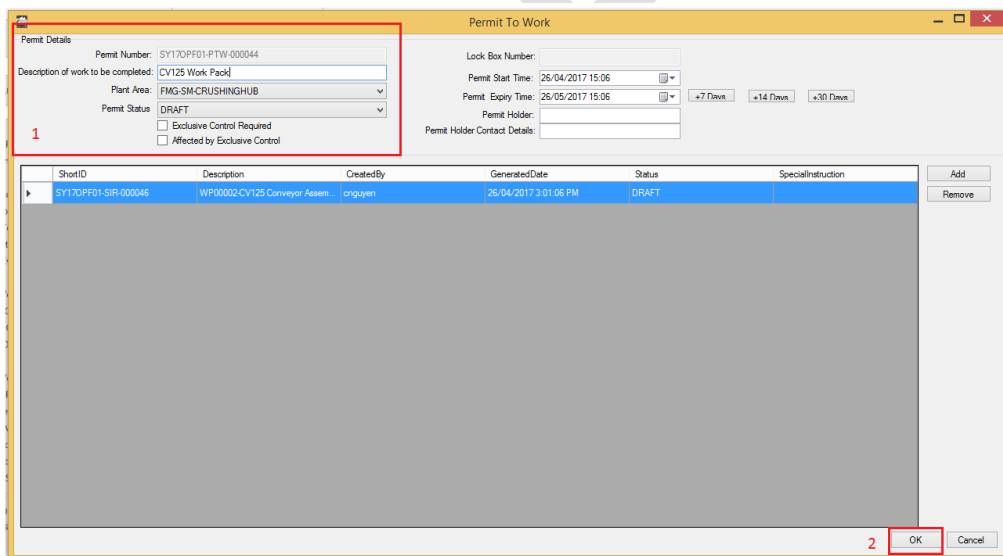 Permit To Work
Permit Details
Permit Number: SY17OPF01-PTW-000044
Description of work to be completed: CV125 Work Pack
Plant Area: FMG-SM-CRUSHINGHUB
Permit Status DRAFT
Exclusive Control Required
Affected by Exclusive Control
1
Lock Box Number:
Permit Start Time: 26/04/2017 15:06
Permit Expiry Time: 26/05/2017 15:06 +7 Days +14 Days +30 Days
Permit Holder:
Permit Holder Contact Details:
ShortID Description CreatedBy GeneratedDate Status SpecialInstruction
SY17OPF01-SIR-000046 WP00002-CV125 Conveyor Assem... cnguyen 26/04/2017 3:01:06 PM DRAFT
Add
Remove
2
OK Cancel